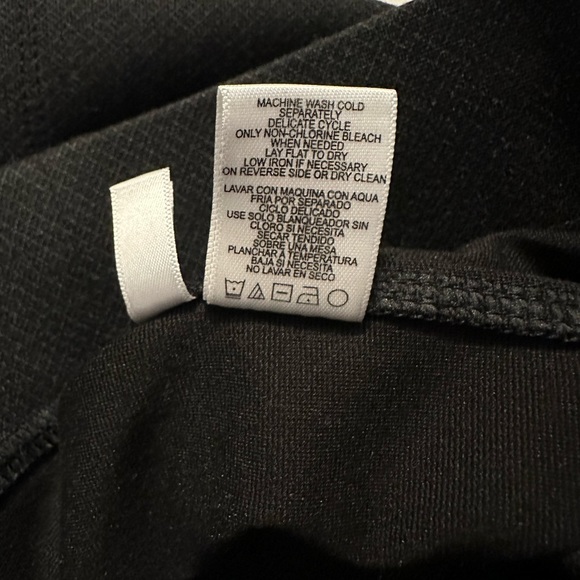 MACHINE WASH COLD
SEPARATELY
DELICATE CYCLE
ONLY NON-CHLORINE BLEACH
WHEN NEEDED
LAY FLAT TO DRY
LOW IRON IF NECESSARY
ON REVERSE SIDE OR DRY CLEAN
LAVAR CON MAQUINA CON AQUA
FRIA POR SEPARADO
CICLO DELICADO
USE SOLO BLANQUEADOR SIN
CLORO SI NECESITA
SECAR TENDIDO
SOBRE UNA MESA
PLANCHAR A TEMPERATURA
BAJA SI NECESITA
NO LAVAR EN SECO